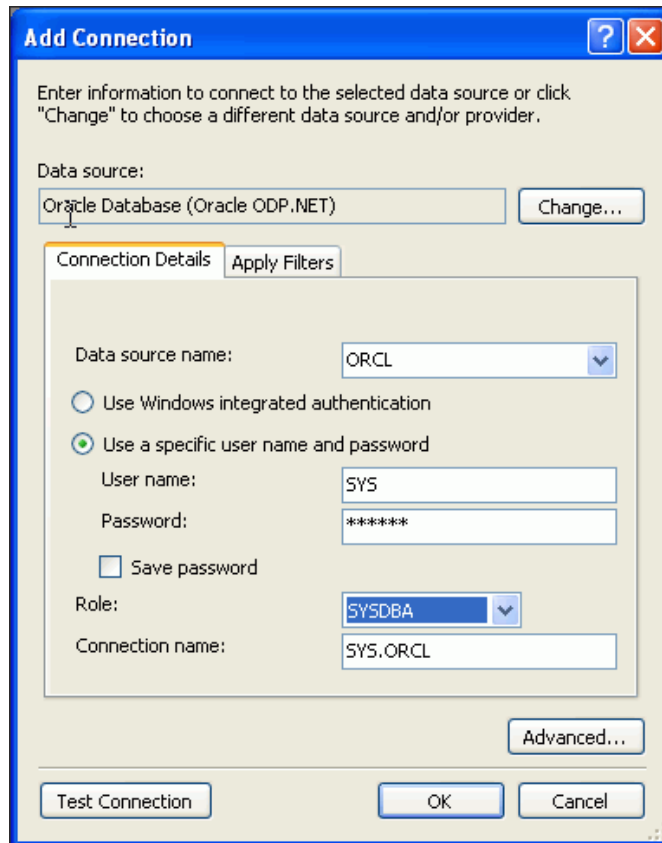 Add Connection
Enter information to connect to the selected data source or click
"Change" to choose a different data source and/or provider.
Data source:
Oracle Database (Oracle ODP.NET)
Change...
Connection Details
Apply Filters
Data source name:
ORCL
Use Windows integrated authentication
Use a specific user name and password
User name:
SYS
Password:
******
Save password
Role:
SYSDBA
Connection name:
SYS.ORCL
Advanced...
Test Connection
OK
Cancel